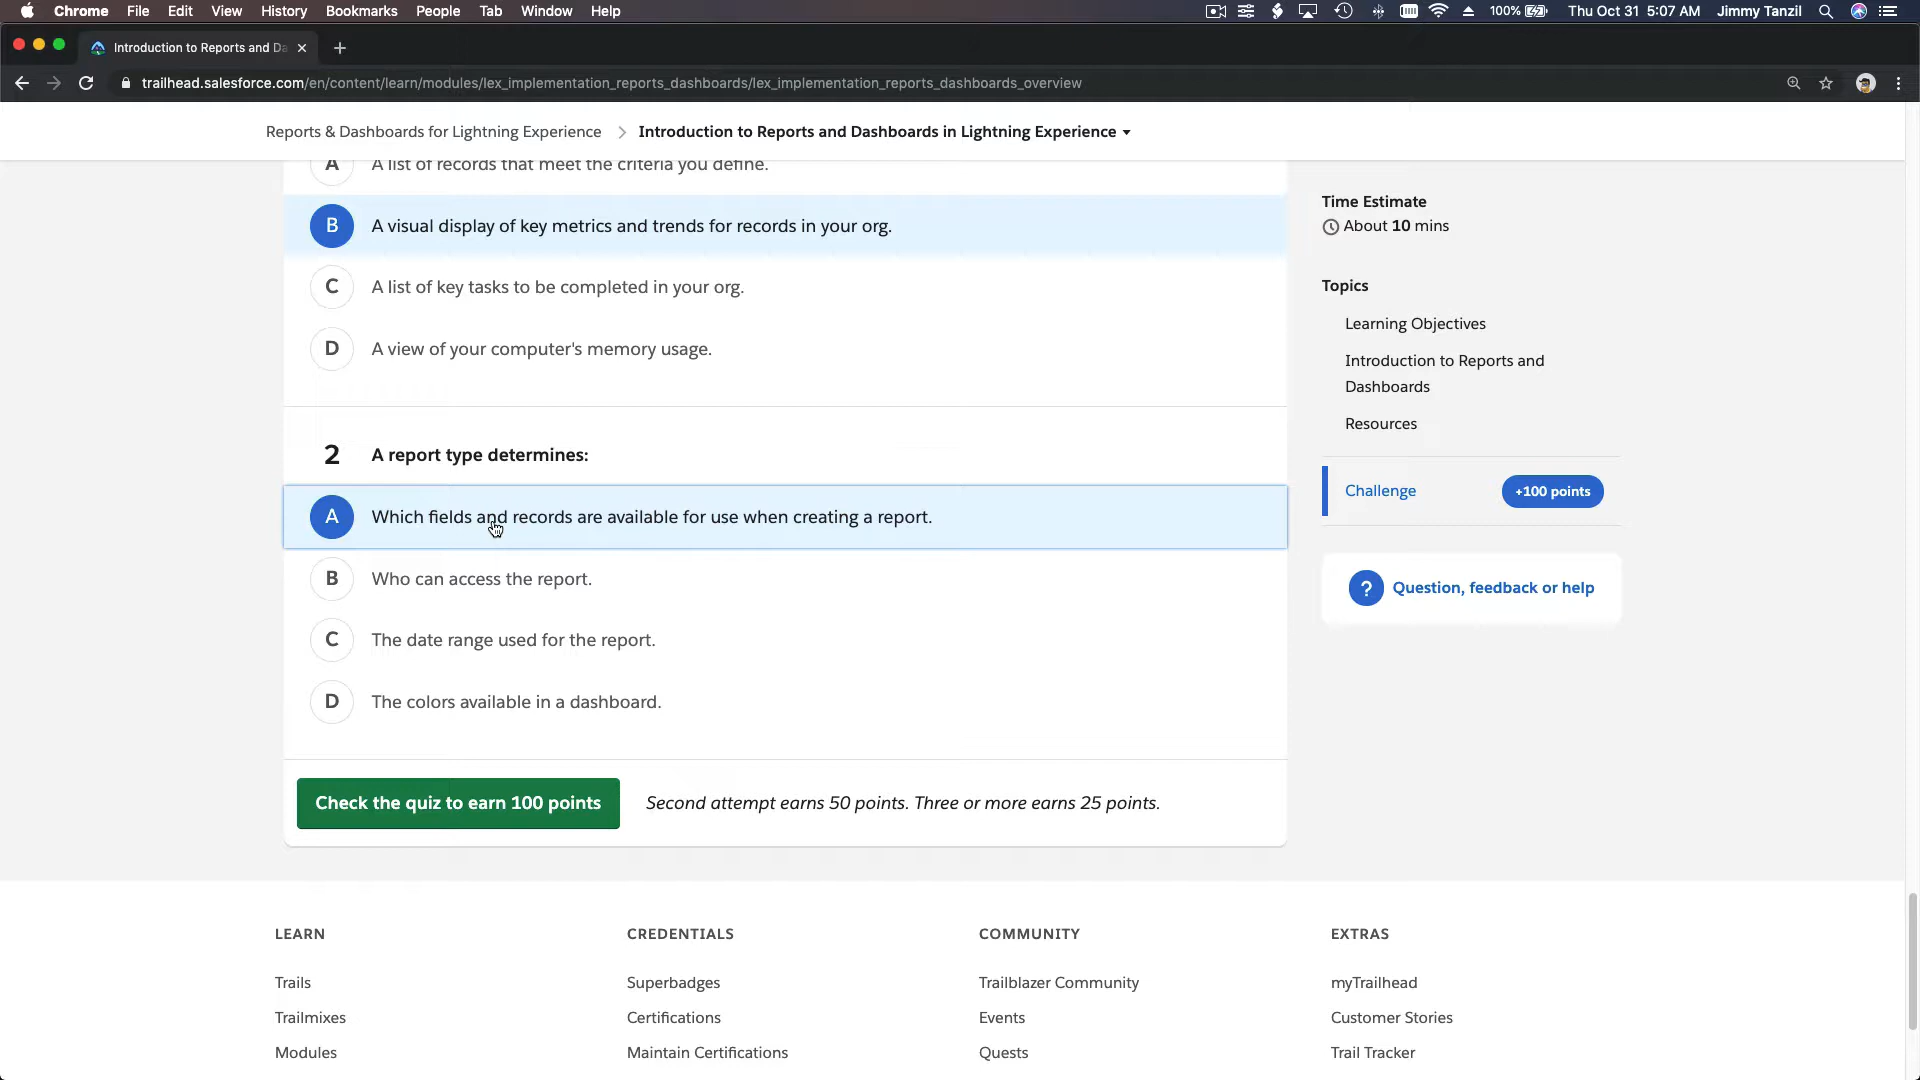 Chrome File Edit View History Bookmarks People Tab Window Help
100% Thu Oct 31 5:07 AM Jimmy Tanzil
Introduction to Reports and Da
trailhead.salesforce.com/en/content/learn/modules/lex_implementation_reports_dashboards/lex_implementation_reports_dashboards_overview
Reports & Dashboards for Lightning Experience > Introduction to Reports and Dashboards in Lightning Experience
A A list of records that meet the criteria you define.
B A visual display of key metrics and trends for records in your org.
C A list of key tasks to be completed in your org.
D A view of your computer's memory usage.
2 A report type determines:
A Which fields and records are available for use when creating a report.
B Who can access the report.
C The date range used for the report.
D The colors available in a dashboard.
Check the quiz to earn 100 points Second attempt earns 50 points. Three or more earns 25 points.
Time Estimate
About 10 mins
Topics
Learning Objectives
Introduction to Reports and
Dashboards
Resources
Challenge +100 points
? Question, feedback or help
LEARN
Trails
Trailmixes
Modules
CREDENTIALS
Superbadges
Certifications
Maintain Certifications
COMMUNITY
Trailblazer Community
Events
Quests
EXTRAS
myTrailhead
Customer Stories
Trail Tracker